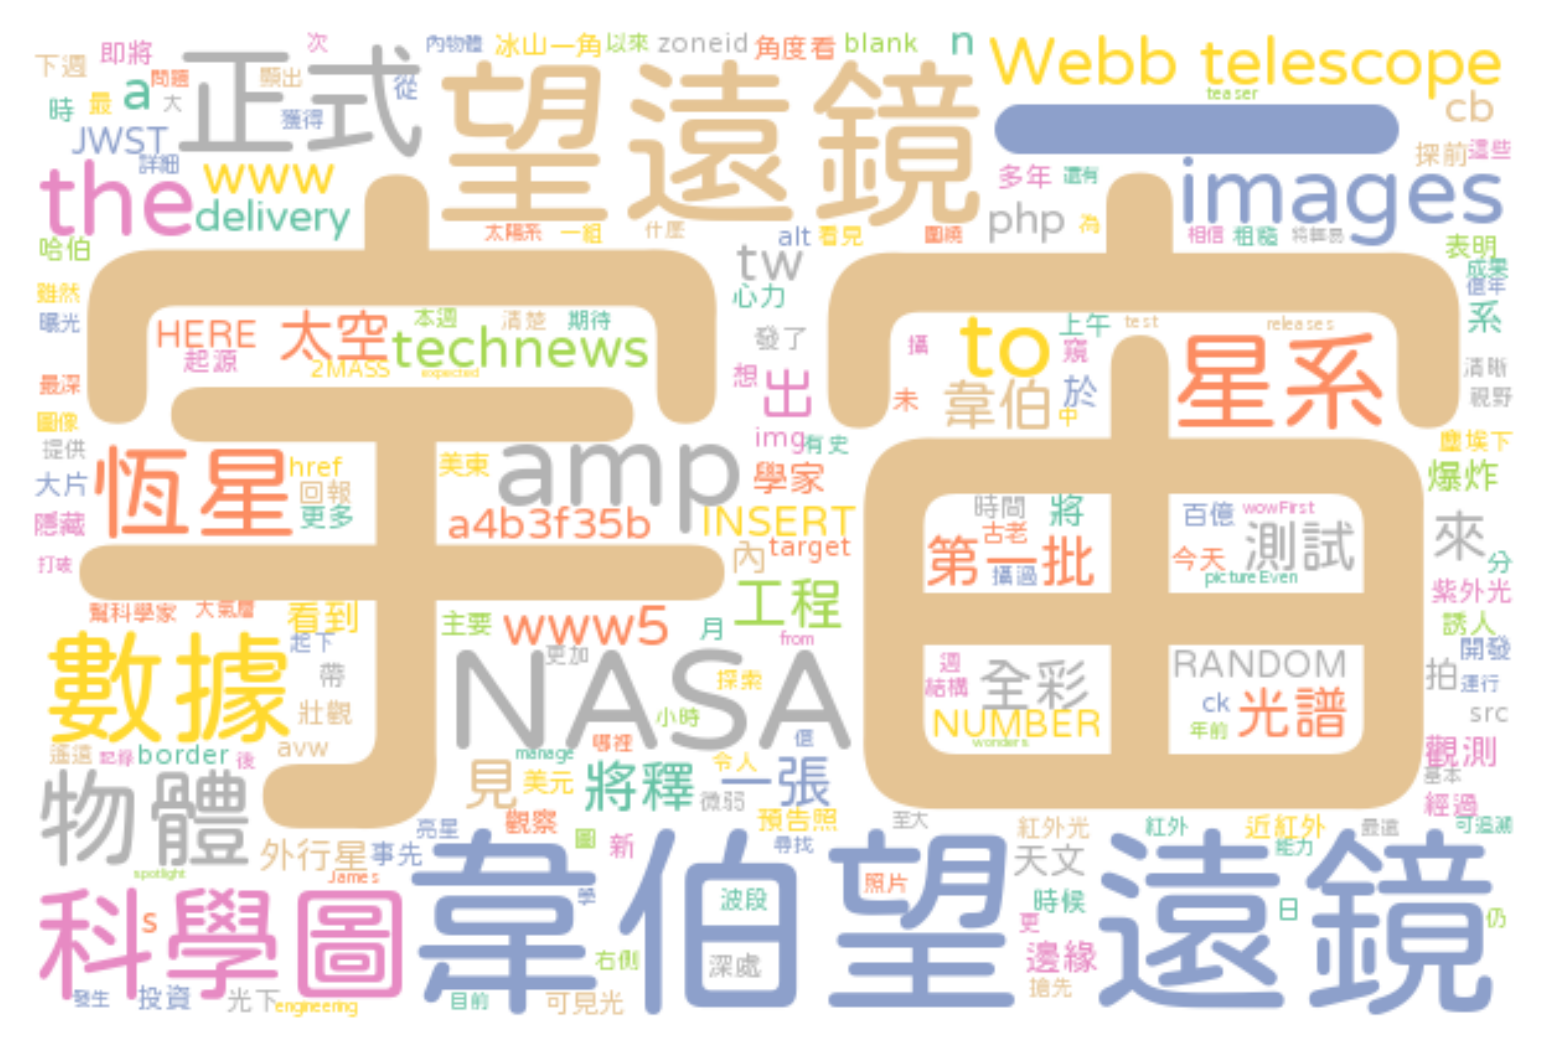 下週 即將 次 內物體 冰山一角 以來 zoneid 角度看 blank n Webb telescope
問題 顯出 從 teaser cb
時 最 a 大 正式 獲得 望遠鏡 一
JWST 詳細 探前 這些
the www delivery 多年 還有 images
太陽系 一組 什麼 alt 看見 圍繞 php 為 相信 粗糙
哈伯 tw 表明
雖然 心力 成果 億年
曝光 HERE 太空 本週 清楚 期待 發了 to 上午 test releases 系
起源 technews 攝 窺 星系 清晰
2MASS expected 想 出
最深 未 韋伯 於 中 視野
圖像 宇宙
提供 恆星 href 美東 amp img 有史 塵埃下
大片 回報 學家 爆炸
隱藏 更多 a4b3f35b INSERT 時間 將 百億 wowFirst 來
古老 測試
打破 內 target 第一批 今天 分
攝過 pictureEven
幫科學家 大氣層 看到 工程 紫外光
主要 www5 月 from 誘人
數據 起下 更加 NASA 週 全彩 RANDOM 開發
帶 探索 結構 拍 運行
壯觀 小時 NUMBER ck 光譜 src
遙遠 記錄 border 後 avw manage 哪裡 個 wonders 年前 觀測
物體 見 美元 將釋 令人 一張 基本
微弱 經過
外行星 事先 亮星 觀察 預告照 至大 紅外光 紅外 近紅外 最遠 可追溯
spotlight James 圖 新 尋找 天文 能力
科學圖 s 韋伯望遠鏡 學 波段 照片 時候 日 仍
更
右側 深處 邊緣
發生 投資 光下 engineering 目前 可見光 搶先